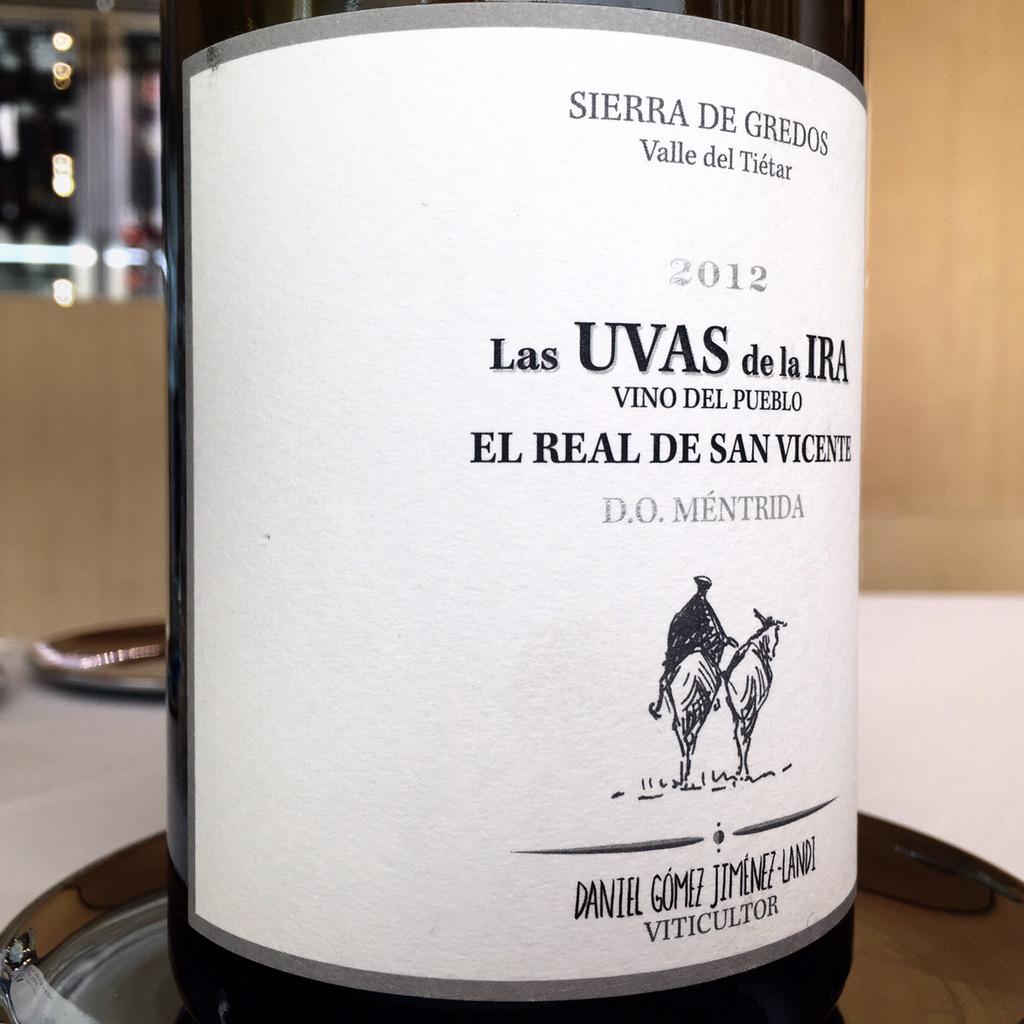 SIERRA DE GREDOS
Valle del Tiétar
2012
Las UVAS de la IRA
VINO DEL PUEBLO
EL REAL DE SAN VICENTE
D.O. MÉNTRIDA
DANIEL GÓMEZ JIMÉNEZ-LANDI
VITICULTOR